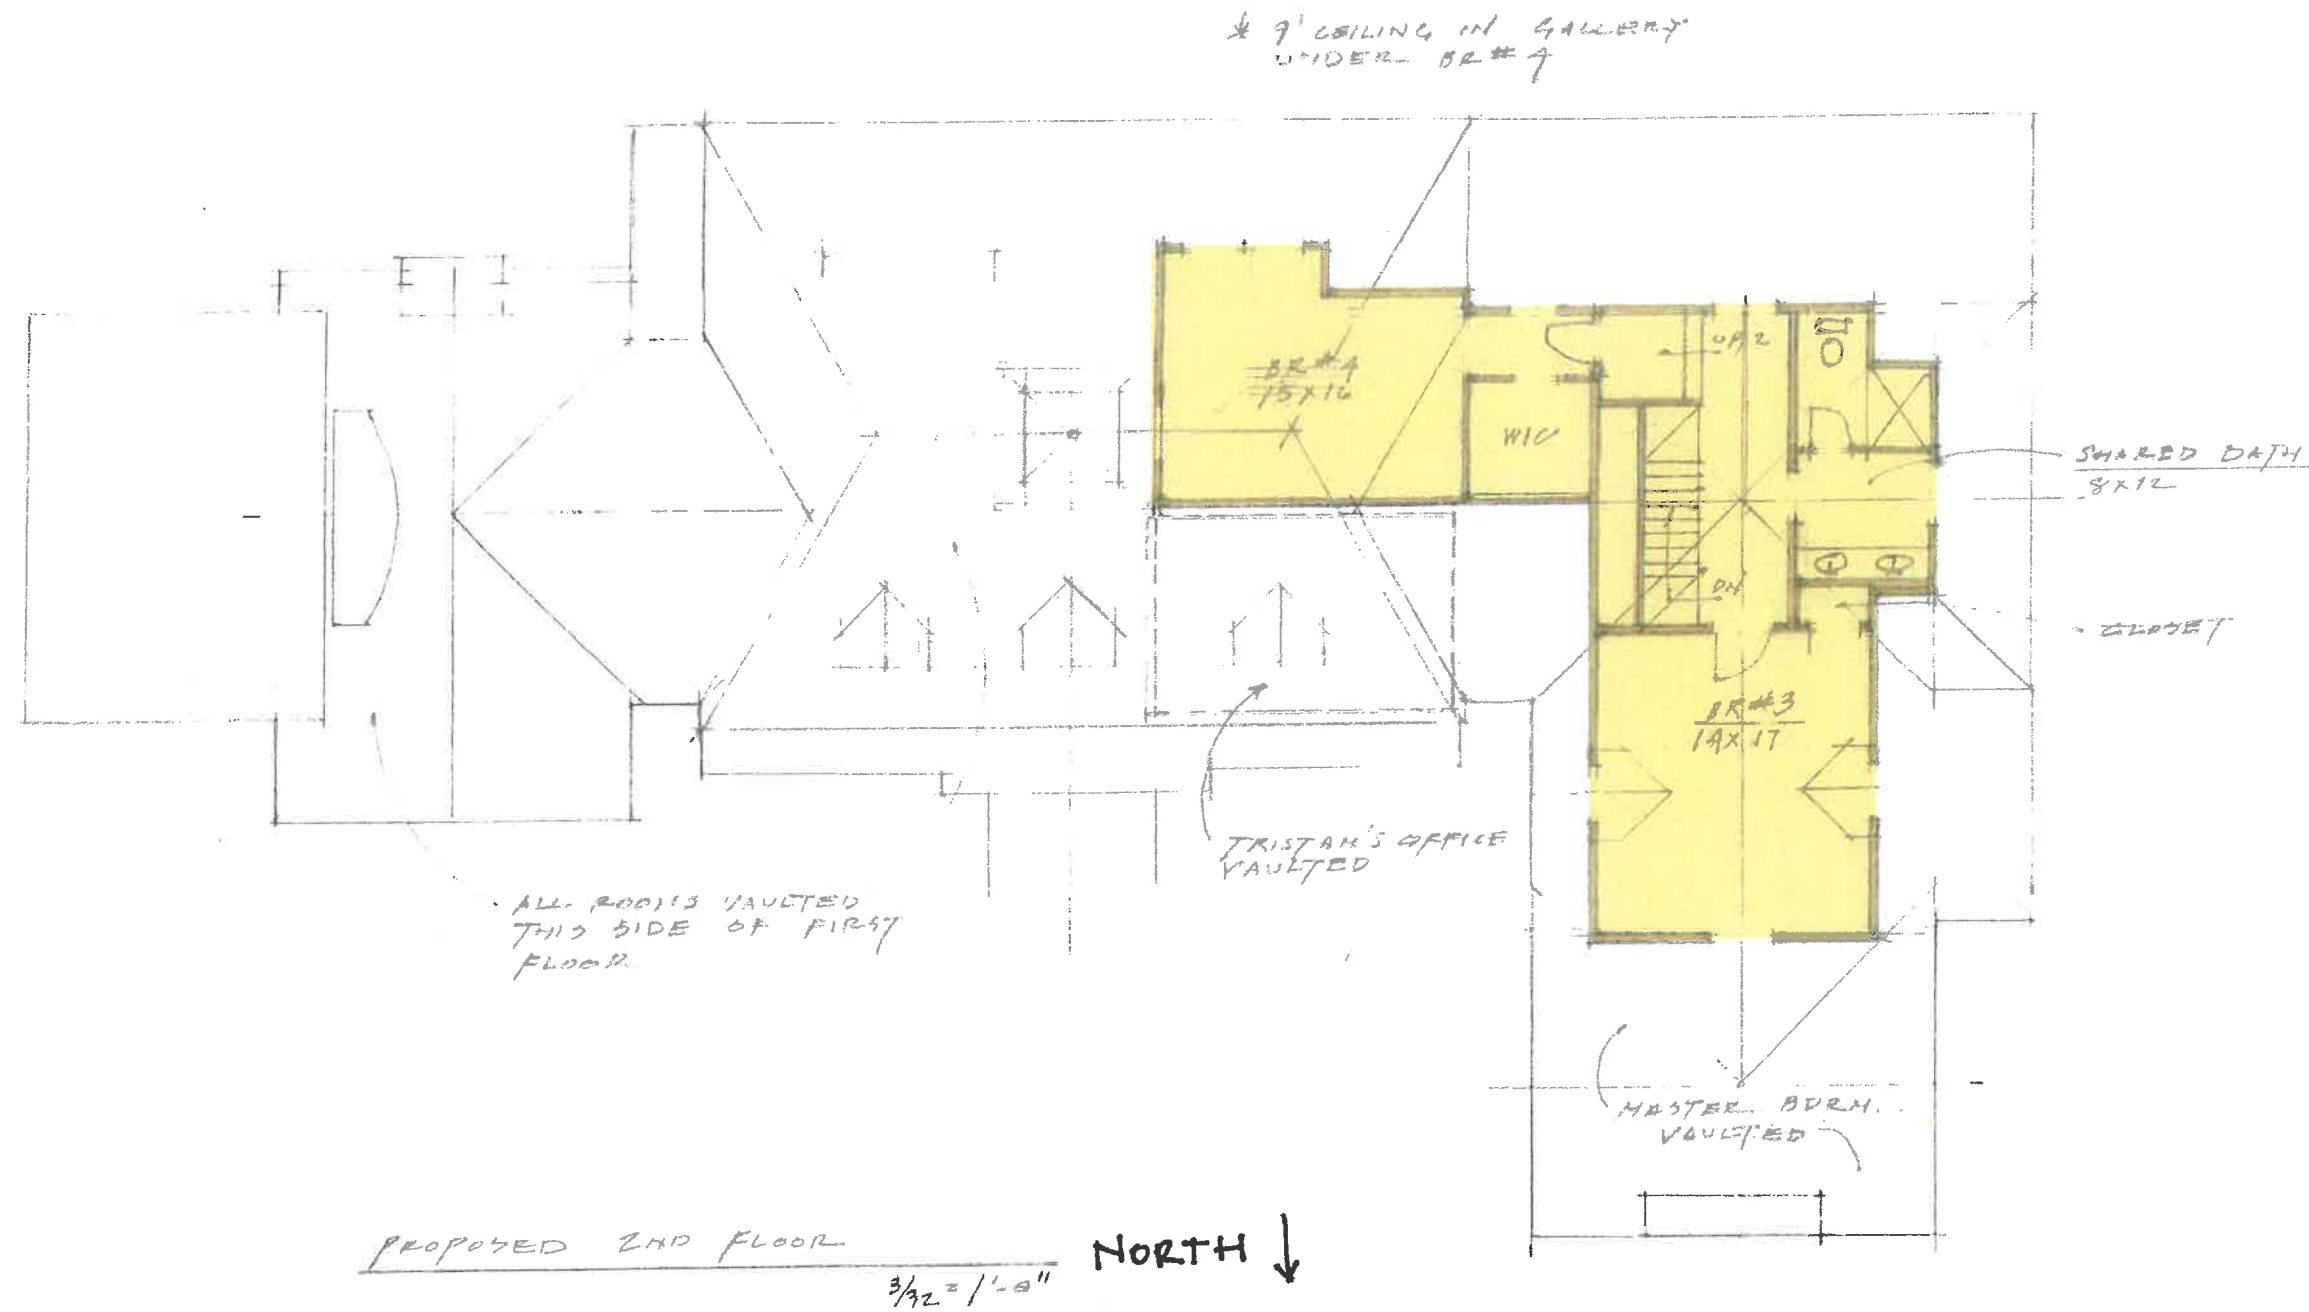 * 9' CEILING IN GALLERY
UNDER BR #4
BR #4
15 X 16
UP 2
WIC
SHARED BATH
8 X 12
DN
CLOSET
BR #3
14 X 17
TRISTAN'S OFFICE
VAULTED
ALL ROOMS VAULTED
THIS SIDE OF FIRST
FLOOR
MASTER BDRM.
VAULTED
PROPOSED 2ND FLOOR
3/32 = 1'-0"
NORTH ↓